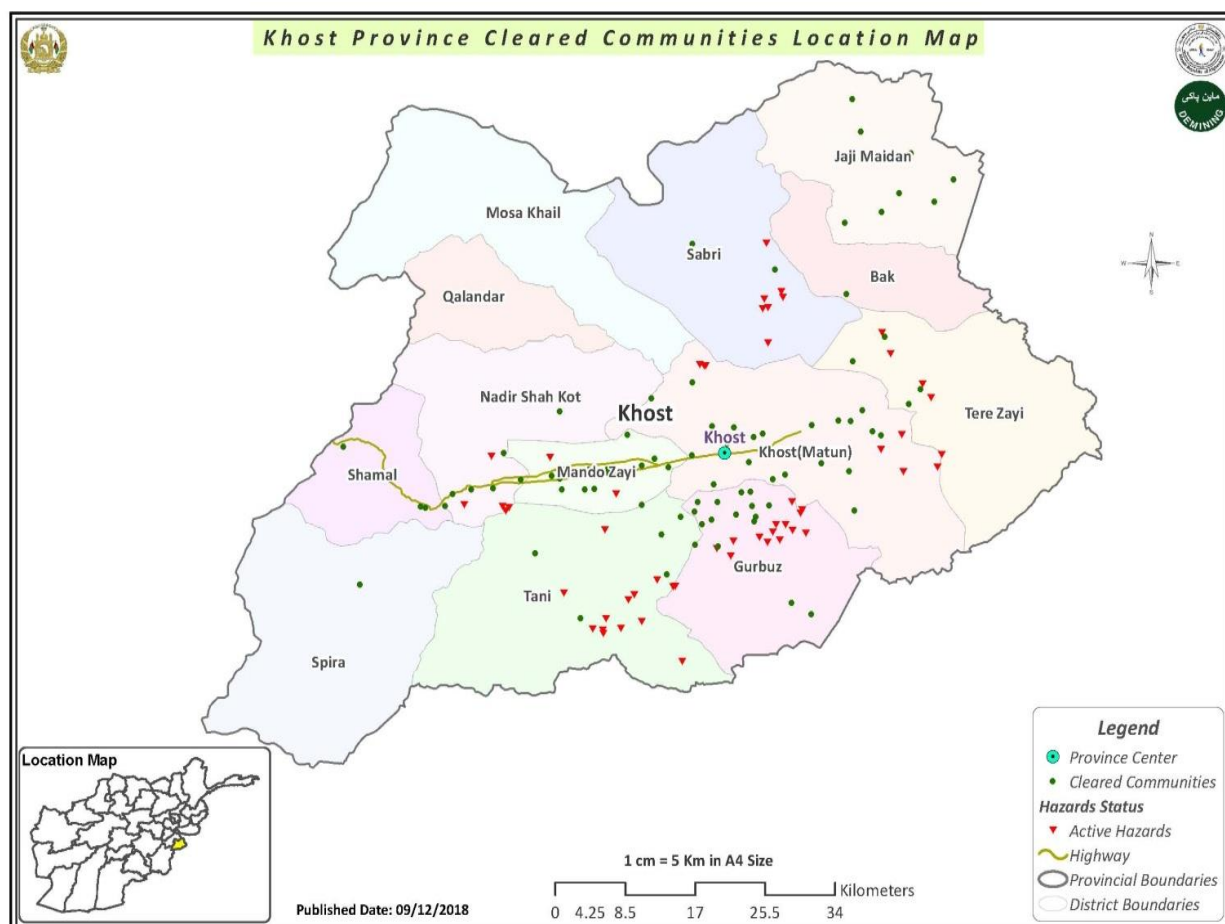 Khost Province Cleared Communities Location Map
ماین پاکی
DEMINING
Jaji Maidan
Mosa Khail
Sabri
Bak
Qalandar
Nadir Shah Kot
Khost
Tere Zayi
Khost
Khost(Matun)
Shamal
Mando Zayi
Gurbuz
Tani
Spira
Location Map
Legend
Province Center
Cleared Communities
Hazards Status
Active Hazards
Highway
Provincial Boundaries
District Boundaries
1 cm = 5 Km in A4 Size
Kilometers
0 4.25 8.5 17 25.5 34
Published Date: 09/12/2018
N
W E
S